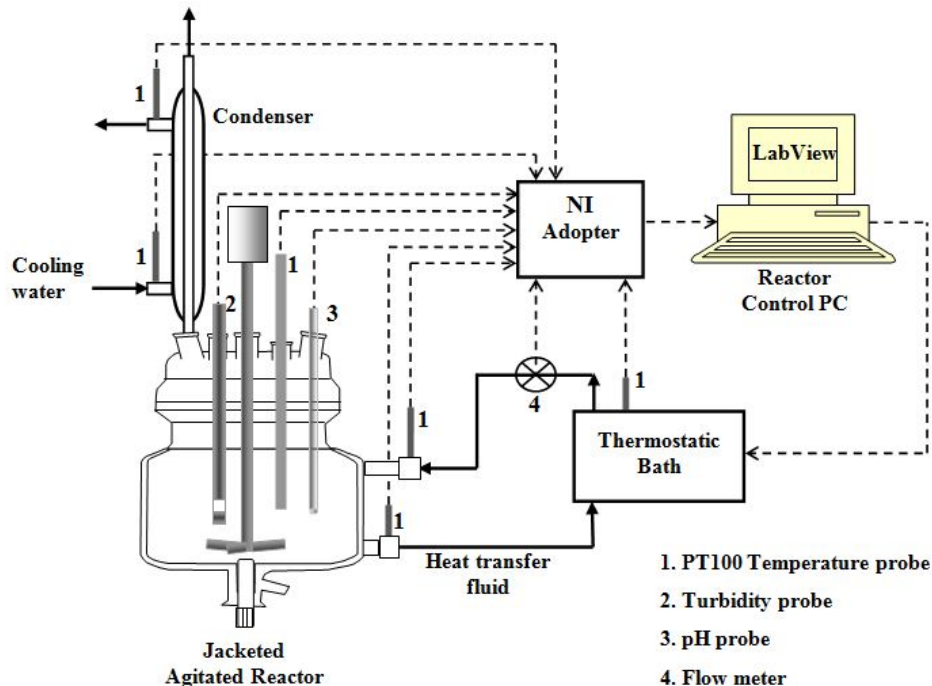 1
Condenser
LabView
NI
Adopter
1
1
Cooling
water
2
3
Reactor
Control PC
4
1
1
Thermostatic
Bath
1
Heat transfer
fluid
Jacketed
Agitated Reactor
1. PT100 Temperature probe
2. Turbidity probe
3. pH probe
4. Flow meter